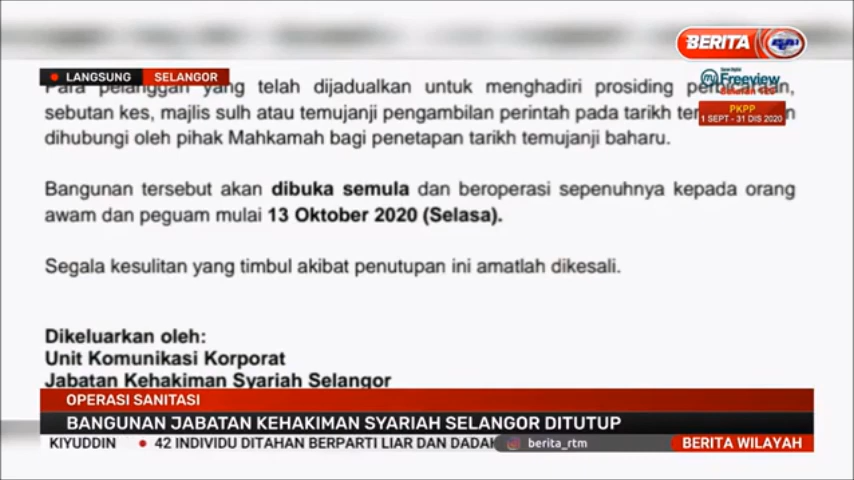 BERITA
LANGSUNG SELANGOR
Freeview
PKPP
1 SEPT - 31 DIS 2020
Para pelanggan yang telah dijadualkan untuk menghadiri prosiding
sebutan kes, majlis sulh atau temujanji pengambilan perintah pada tarikh
dihubungi oleh pihak Mahkamah bagi penetapan tarikh temujanji baharu.
Bangunan tersebut akan dibuka semula dan beroperasi sepenuhnya kepada orang
awam dan peguam mulai 13 Oktober 2020 (Selasa).
Segala kesulitan yang timbul akibat penutupan ini amatlah dikesali.
Dikeluarkan oleh:
Unit Komunikasi Korporat
Jabatan Kehakiman Syariah Selangor
OPERASI SANITASI
BANGUNAN JABATAN KEHAKIMAN SYARIAH SELANGOR DITUTUP
KIYUDDIN 42 INDIVIDU DITAHAN BERPARTI LIAR DAN DADAH berita_rtm BERITA WILAYAH